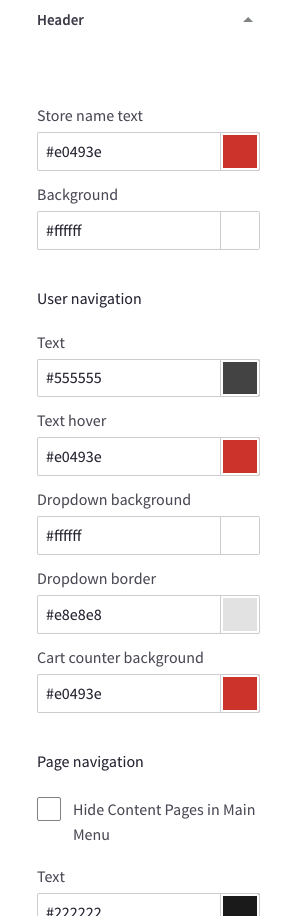 Header
Store name text
#e0493e
Background
#ffffff
User navigation
Text
#555555
Text hover
#e0493e
Dropdown background
#ffffff
Dropdown border
#e8e8e8
Cart counter background
#e0493e
Page navigation
Hide Content Pages in Main
Menu
Text
#222222